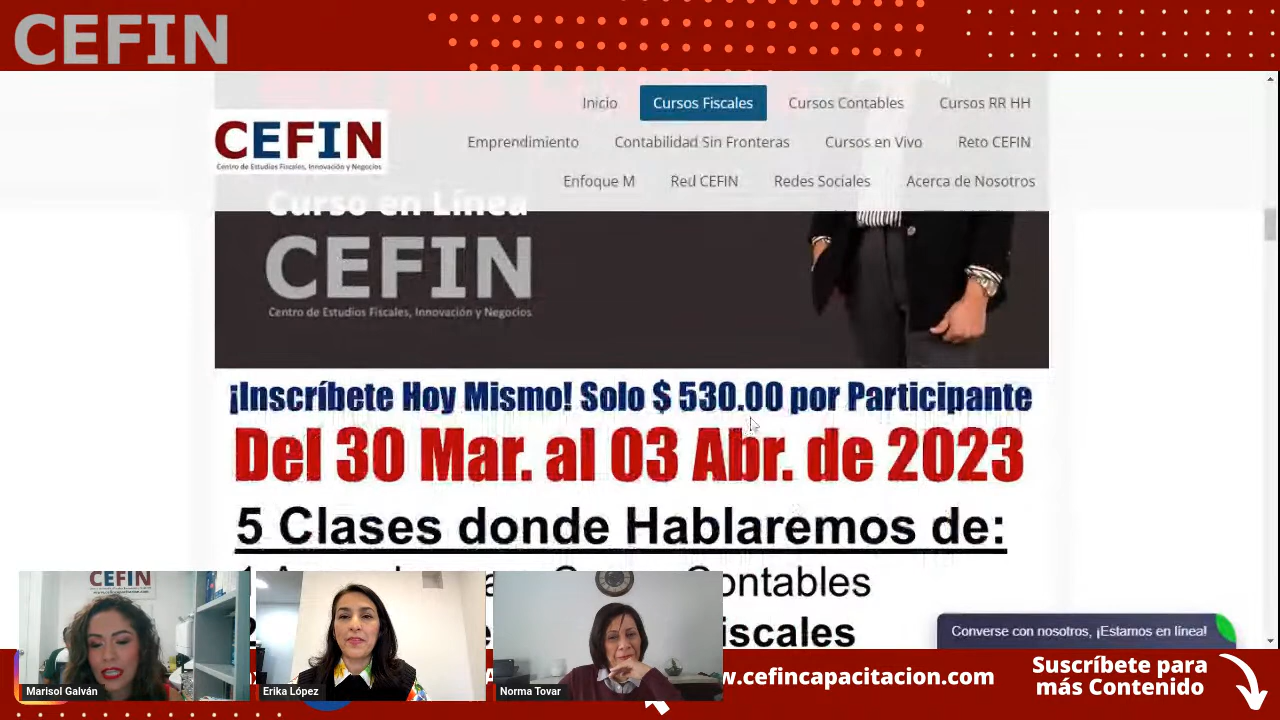 CEFIN
Inicio
Cursos Fiscales
Cursos Contables
Cursos RR HH
CEFIN
Centro de Estudios Fiscales, Innovación y Negocios
Emprendimiento
Contabilidad Sin Fronteras
Cursos en Vivo
Reto CEFIN
Enfoque M
Red CEFIN
Redes Sociales
Acerca de Nosotros
Curso en Línea
CEFIN
Centro de Estudios Fiscales, Innovación y Negocios
¡Inscríbete Hoy Mismo! Solo $ 530.00 por Participante
Del 30 Mar. al 03 Abr. de 2023
5 Clases donde Hablaremos de:
CEFIN
Converse con nosotros, ¡Estamos en línea!
Marisol Galván
Erika López
Norma Tovar
w.cefincapacitacion.com
Suscríbete para
más Contenido